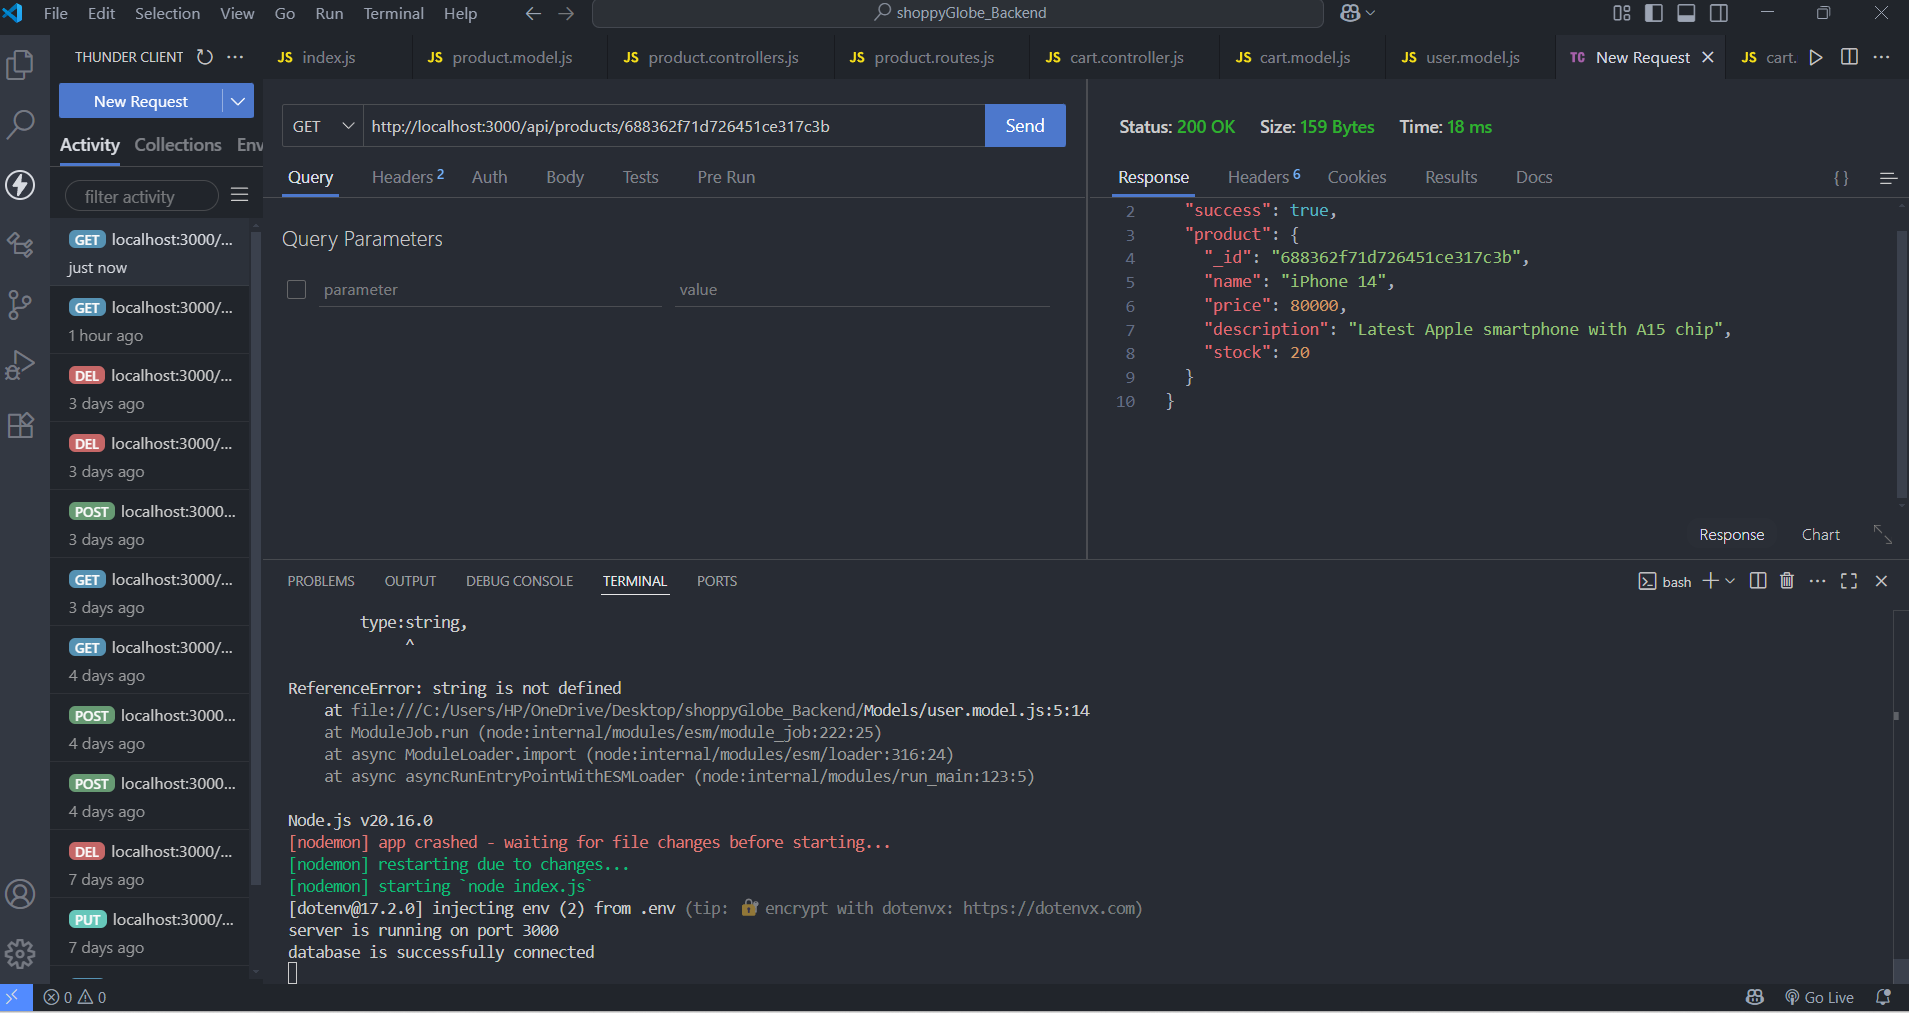 File Edit Selection View Go Run Terminal Help
shoppyGlobe_Backend
THUNDER CLIENT
New Request
Activity Collections Env
filter activity
GET localhost:3000/...
just now
GET localhost:3000/...
1 hour ago
DEL localhost:3000/...
3 days ago
DEL localhost:3000/...
3 days ago
POST localhost:3000...
3 days ago
GET localhost:3000/...
3 days ago
GET localhost:3000/...
4 days ago
POST localhost:3000...
4 days ago
POST localhost:3000...
4 days ago
DEL localhost:3000/...
7 days ago
PUT localhost:3000/...
7 days ago
JS index.js JS product.model.js JS product.controllers.js JS product.routes.js JS cart.controller.js JS cart.model.js JS user.model.js TC New Request JS cart.
GET http://localhost:3000/api/products/688362f71d726451ce317c3b Send
Query Headers 2 Auth Body Tests Pre Run
Query Parameters
parameter value
Status: 200 OK Size: 159 Bytes Time: 18 ms
Response Headers 6 Cookies Results Docs { }
2 "success": true,
3 "product": {
4 "_id": "688362f71d726451ce317c3b",
5 "name": "iPhone 14",
6 "price": 80000,
7 "description": "Latest Apple smartphone with A15 chip",
8 "stock": 20
9 }
10 }
Response Chart
PROBLEMS OUTPUT DEBUG CONSOLE TERMINAL PORTS
bash
type:string,
^
ReferenceError: string is not defined
at file:///C:/Users/HP/OneDrive/Desktop/shoppyGlobe_Backend/Models/user.model.js:5:14
at ModuleJob.run (node:internal/modules/esm/module_job:222:25)
at async ModuleLoader.import (node:internal/modules/esm/loader:316:24)
at async asyncRunEntryPointWithESMLoader (node:internal/modules/run_main:123:5)
Node.js v20.16.0
[nodemon] app crashed - waiting for file changes before starting...
[nodemon] restarting due to changes...
[nodemon] starting `node index.js`
[dotenv@17.2.0] injecting env (2) from .env (tip: 🔐 encrypt with dotenvx: https://dotenvx.com)
server is running on port 3000
database is successfully connected
0 0
Go Live